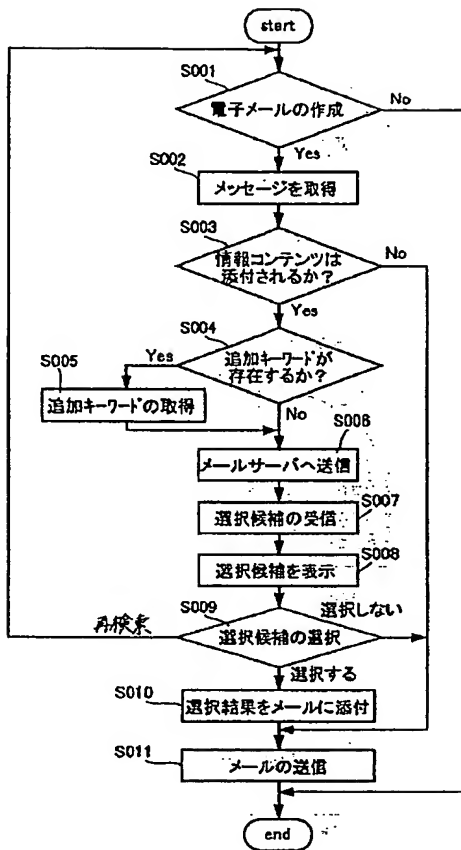 start
S001
電子メールの作成
No
Yes
S002
メッセージを取得
S003
情報コンテンツは
添付されるか？
No
Yes
S004
追加キーワードが
存在するか？
Yes
S005
追加キーワードの取得
No
S006
メールサーバへ送信
S007
選択候補の受信
S008
選択候補を表示
S009
選択候補の選択
選択しない
再検索
選択する
S010
選択結果をメールに添付
S011
メールの送信
end